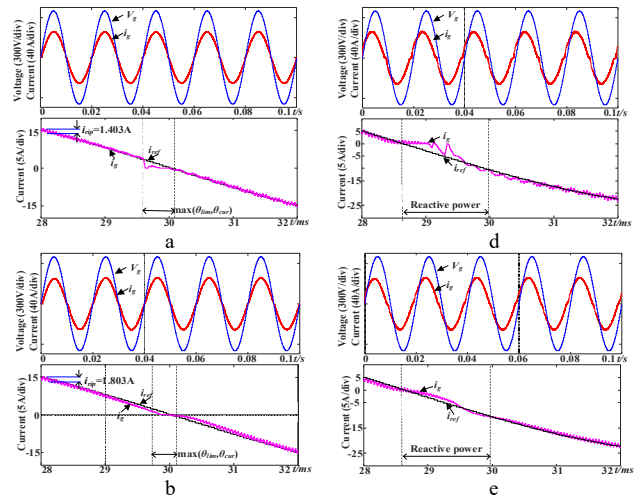 Voltage (300V/div)
Current (40A/div)
Vg
ig
0 0.02 0.04 0.06 0.08 0.1 t/s
Current (5A/div)
15
0
-15
irip=1.403A
iref
ig
28 29 30 31 32 t/ms
max(θlim,θcur)
a
Voltage (300V/div)
Current (40A/div)
Vg
ig
0 0.02 0.04 0.06 0.08 0.1 t/s
Current (5A/div)
5
0
-5
-15
-25
ig
iref
Reactive power
28 29 30 31 32 t/ms
d
Voltage (300V/div)
Current (40A/div)
Vg
ig
0 0.02 0.04 0.06 0.08 0.1 t/s
Current (5A/div)
15
0
-15
irip=1.803A
iref
ig
max(θlim,θcur)
28 29 30 31 32 t/ms
b
Voltage (300V/div)
Current (40A/div)
Vg
ig
0 0.02 0.04 0.06 0.08 0.1 t/s
Current (5A/div)
5
0
-5
-15
-25
ig
iref
Reactive power
28 29 30 31 32 t/ms
e